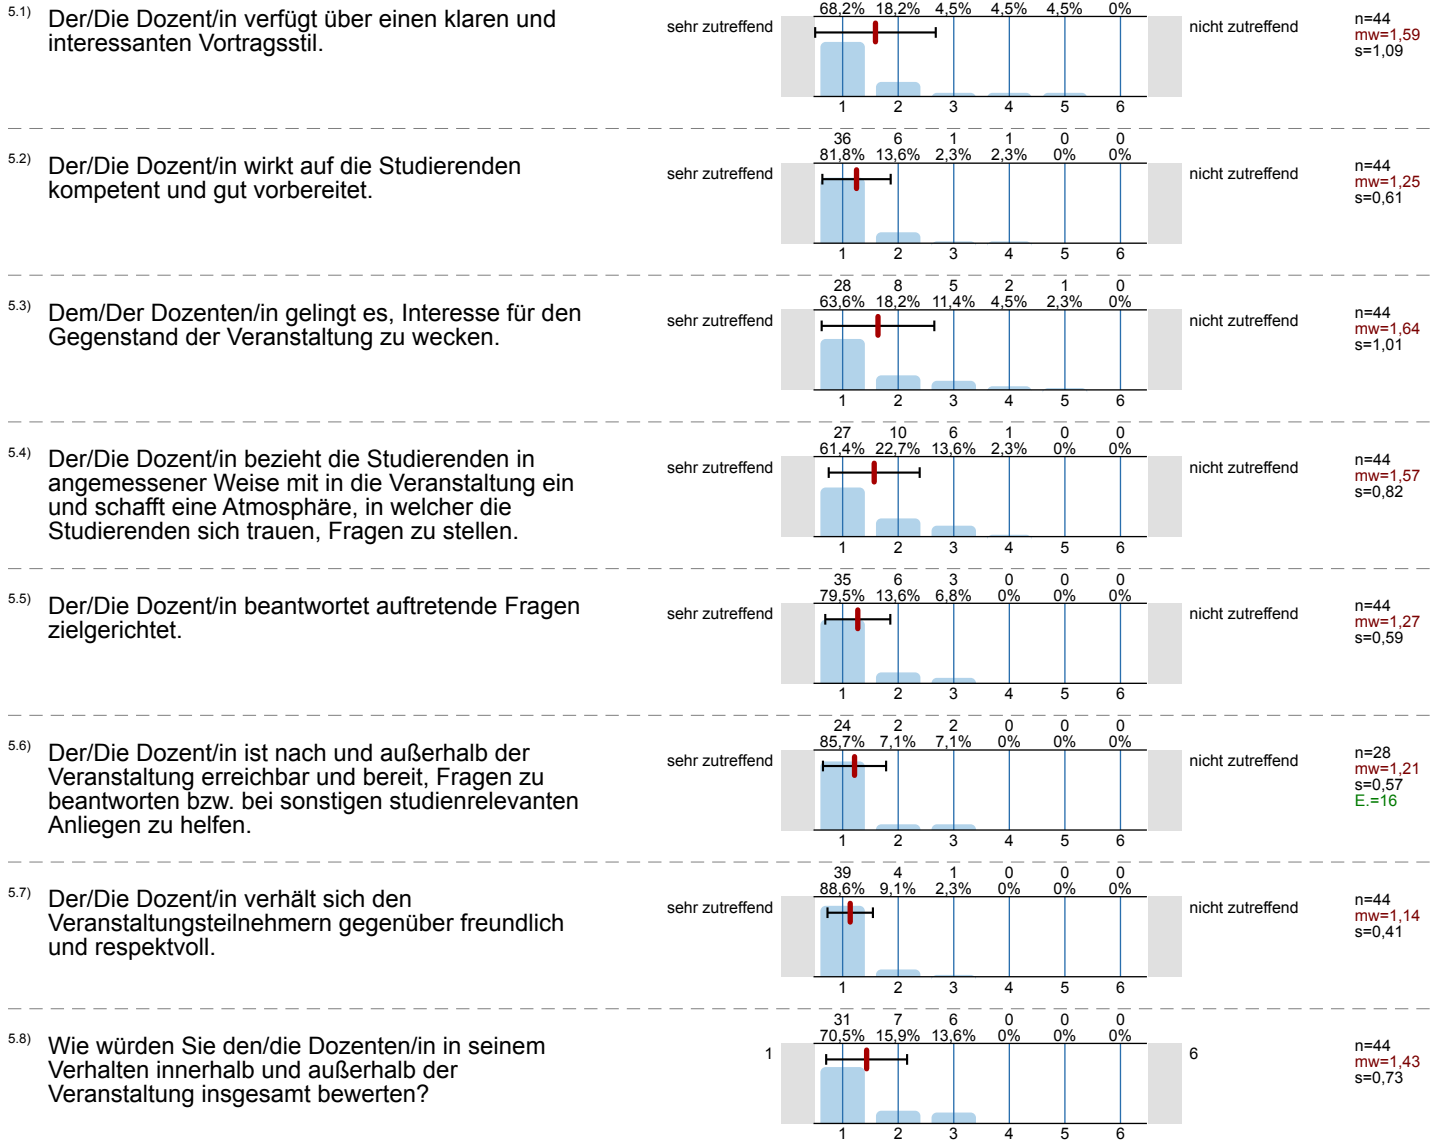 5.1) Der/Die Dozent/in verfügt über einen klaren und
interessanten Vortragsstil.
sehr zutreffend
68,2% 18,2% 4,5% 4,5% 4,5% 0%
1 2 3 4 5 6
nicht zutreffend
n=44
mw=1,59
s=1,09
5.2) Der/Die Dozent/in wirkt auf die Studierenden
kompetent und gut vorbereitet.
sehr zutreffend
36 6 1 1 0 0
81,8% 13,6% 2,3% 2,3% 0% 0%
1 2 3 4 5 6
nicht zutreffend
n=44
mw=1,25
s=0,61
5.3) Dem/Der Dozenten/in gelingt es, Interesse für den
Gegenstand der Veranstaltung zu wecken.
sehr zutreffend
28 8 5 2 1 0
63,6% 18,2% 11,4% 4,5% 2,3% 0%
1 2 3 4 5 6
nicht zutreffend
n=44
mw=1,64
s=1,01
5.4) Der/Die Dozent/in bezieht die Studierenden in
angemessener Weise mit in die Veranstaltung ein
und schafft eine Atmosphäre, in welcher die
Studierenden sich trauen, Fragen zu stellen.
sehr zutreffend
27 10 6 1 0 0
61,4% 22,7% 13,6% 2,3% 0% 0%
1 2 3 4 5 6
nicht zutreffend
n=44
mw=1,57
s=0,82
5.5) Der/Die Dozent/in beantwortet auftretende Fragen
zielgerichtet.
sehr zutreffend
35 6 3 0 0 0
79,5% 13,6% 6,8% 0% 0% 0%
1 2 3 4 5 6
nicht zutreffend
n=44
mw=1,27
s=0,59
5.6) Der/Die Dozent/in ist nach und außerhalb der
Veranstaltung erreichbar und bereit, Fragen zu
beantworten bzw. bei sonstigen studienrelevanten
Anliegen zu helfen.
sehr zutreffend
24 2 2 0 0 0
85,7% 7,1% 7,1% 0% 0% 0%
1 2 3 4 5 6
nicht zutreffend
n=28
mw=1,21
s=0,57
E.=16
5.7) Der/Die Dozent/in verhält sich den
Veranstaltungsteilnehmern gegenüber freundlich
und respektvoll.
sehr zutreffend
39 4 1 0 0 0
88,6% 9,1% 2,3% 0% 0% 0%
1 2 3 4 5 6
nicht zutreffend
n=44
mw=1,14
s=0,41
5.8) Wie würden Sie den/die Dozenten/in in seinem
Verhalten innerhalb und außerhalb der
Veranstaltung insgesamt bewerten?
1
31 7 6 0 0 0
70,5% 15,9% 13,6% 0% 0% 0%
1 2 3 4 5 6
6
n=44
mw=1,43
s=0,73